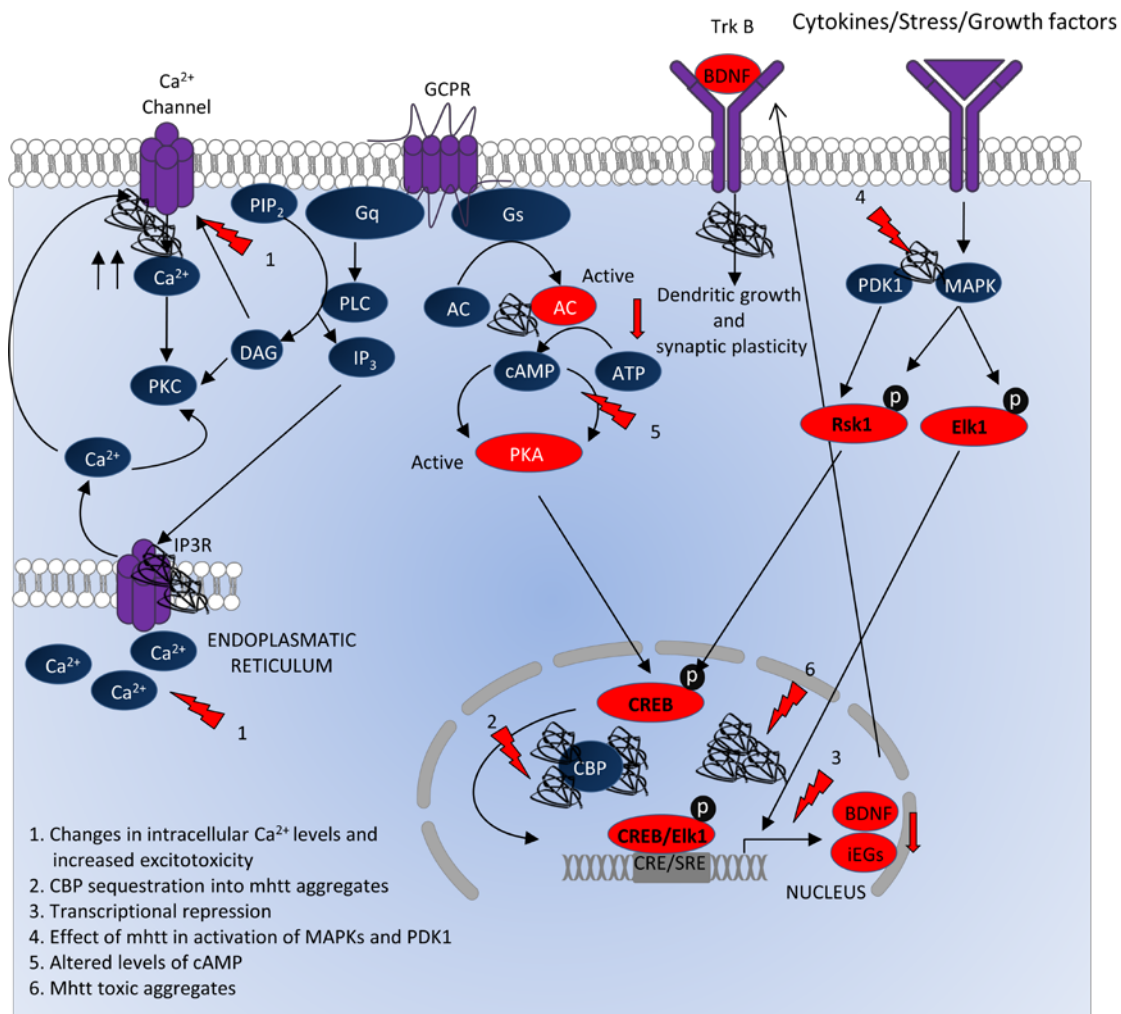 Cytokines/Stress/Growth factors
Trk B
BDNF
Ca²⁺
Channel
GCPR
PIP₂
Gq
Gs
1
4
Ca²⁺
PLC
AC
Active
AC
PDK1
MAPK
Dendritic growth
and
synaptic plasticity
DAG
IP₃
cAMP
ATP
PKC
5
p
p
Rsk1
Elk1
Ca²⁺
Active
PKA
IP3R
ENDOPLASMATIC
RETICULUM
Ca²⁺
Ca²⁺
Ca²⁺
1
p
CREB
6
2
CBP
3
p
CREB/Elk1
CRE/SRE
BDNF
iEGs
NUCLEUS
1. Changes in intracellular Ca²⁺ levels and
increased excitotoxicity
2. CBP sequestration into mhtt aggregates
3. Transcriptional repression
4. Effect of mhtt in activation of MAPKs and PDK1
5. Altered levels of cAMP
6. Mhtt toxic aggregates